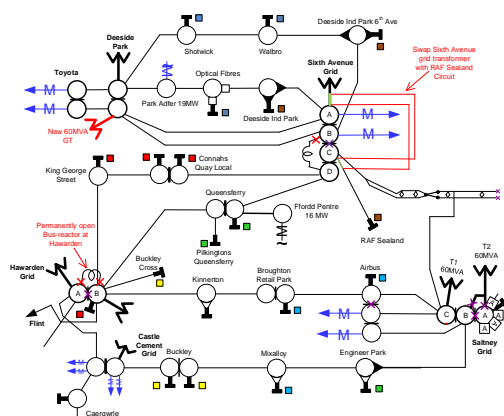 Deeside Ind Park 6th Ave
Deeside
Park
Shotwick
Walbro
Swap Sixth Avenue
grid transformer
with RAF Sealand
Circuit
Toyota
Optical Fibres
Sixth Avenue
Grid
M
Park Adfer 19MW
A
M
M
New 60MVA
GT
Deeside Ind Park
B
M
King George
Street
Connahs
Quay Local
C
D
Queensferry
Ffordd Pentre
16 MW
RAF Sealand
Permanently open
Bus-reactor at
Hawarden
Pilkingtons
Queensferry
T1
60MVA
T2
60MVA
Hawarden
Grid
Buckley
Cross
Kinnerton
Broughton
Retail Park
Airbus
A
B
M
C
B
A
A
A
A
Flint
M
Saltney
Grid
Castle
Cement
Grid
M
M
M
M
Buckley
Mixalloy
Engineer Park
Caergwrle